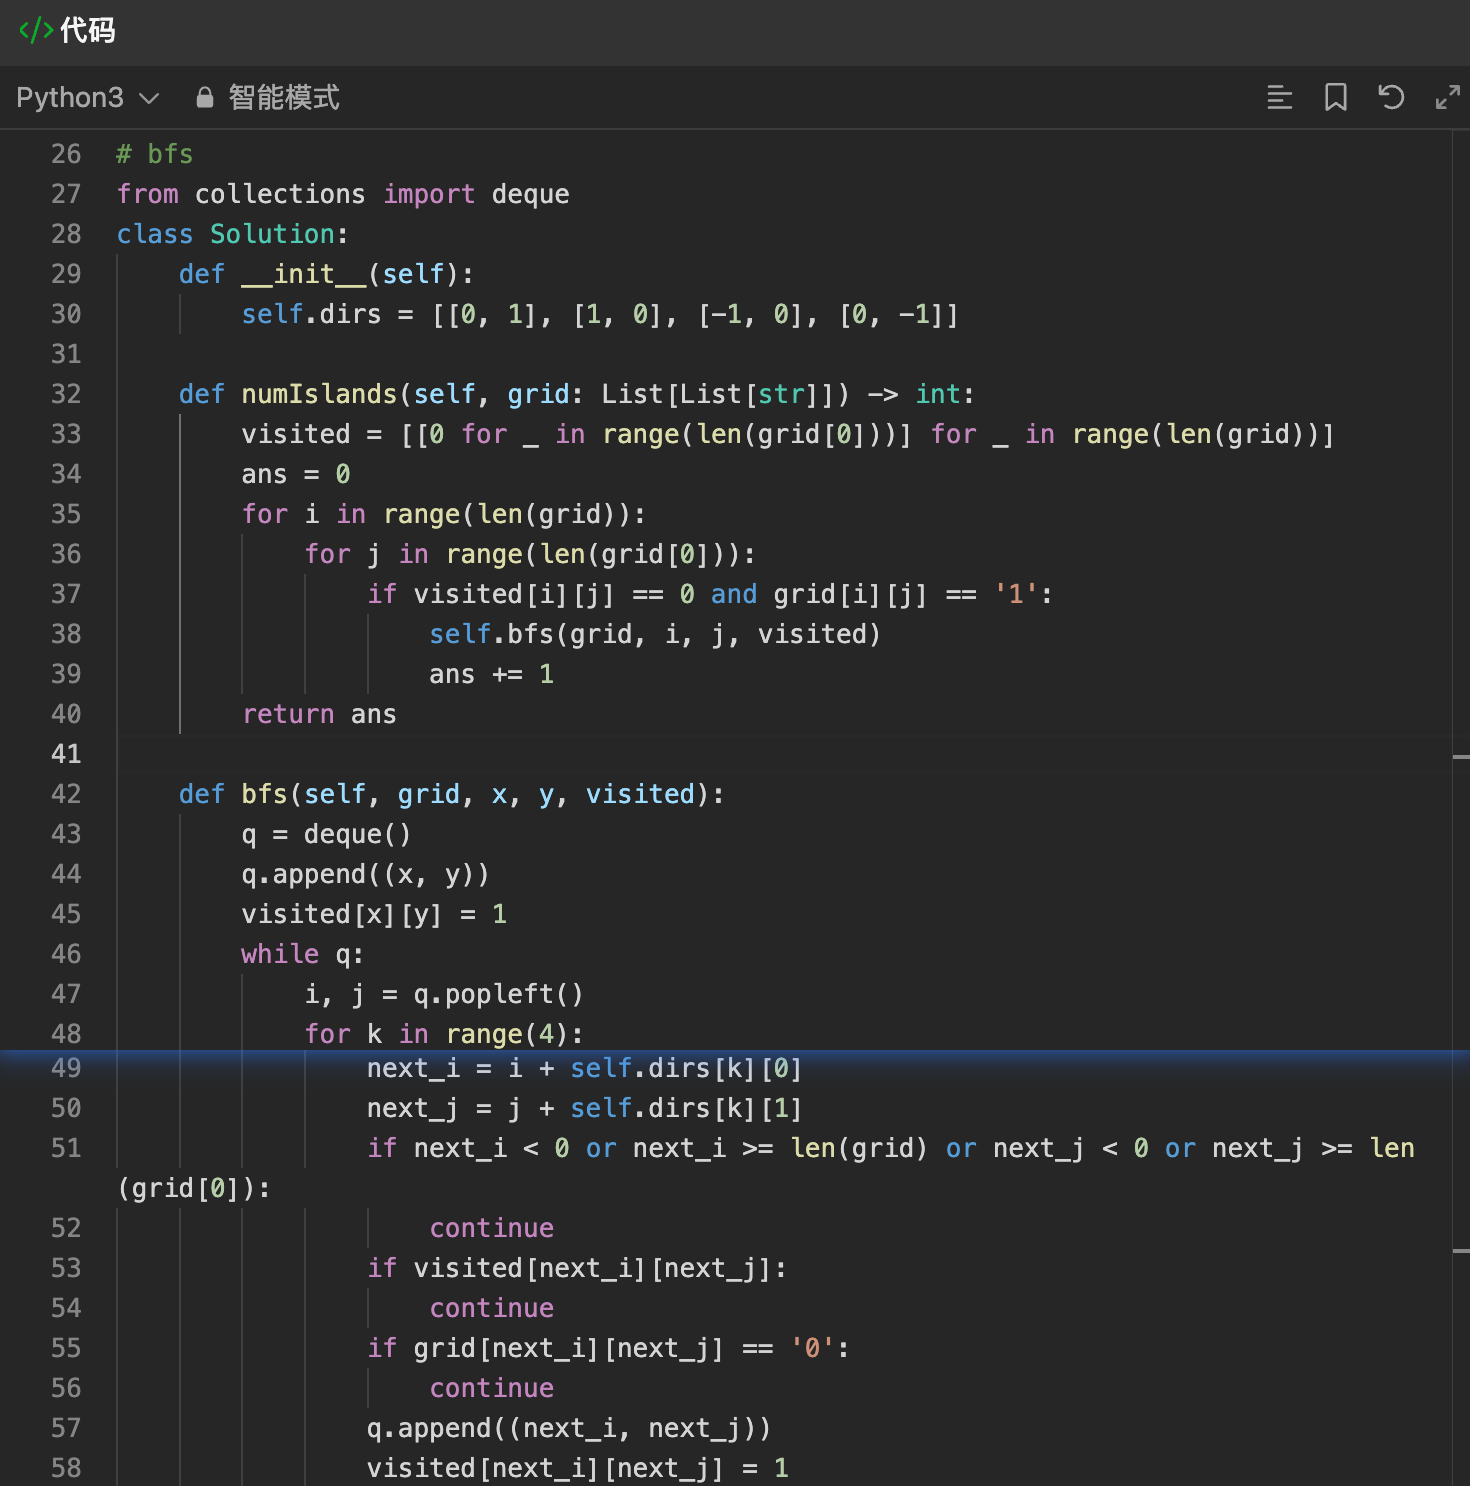 </> 代码
Python3 智能模式
26 # bfs
27 from collections import deque
28 class Solution:
29     def __init__(self):
30         self.dirs = [[0, 1], [1, 0], [-1, 0], [0, -1]]
31
32     def numIslands(self, grid: List[List[str]]) -> int:
33         visited = [[0 for _ in range(len(grid[0]))] for _ in range(len(grid))]
34         ans = 0
35         for i in range(len(grid)):
36             for j in range(len(grid[0])):
37                 if visited[i][j] == 0 and grid[i][j] == '1':
38                     self.bfs(grid, i, j, visited)
39                     ans += 1
40         return ans
41
42     def bfs(self, grid, x, y, visited):
43         q = deque()
44         q.append((x, y))
45         visited[x][y] = 1
46         while q:
47             i, j = q.popleft()
48             for k in range(4):
49                 next_i = i + self.dirs[k][0]
50                 next_j = j + self.dirs[k][1]
51                 if next_i < 0 or next_i >= len(grid) or next_j < 0 or next_j >= len
(grid[0]):
52                     continue
53                 if visited[next_i][next_j]:
54                     continue
55                 if grid[next_i][next_j] == '0':
56                     continue
57                 q.append((next_i, next_j))
58                 visited[next_i][next_j] = 1